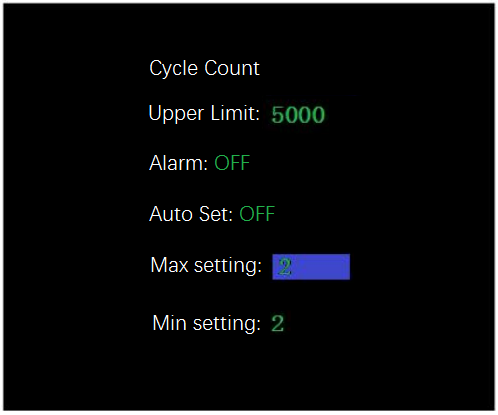 Cycle Count
Upper Limit: 5000
Alarm: OFF
Auto Set: OFF
Max setting: 2
Min setting: 2